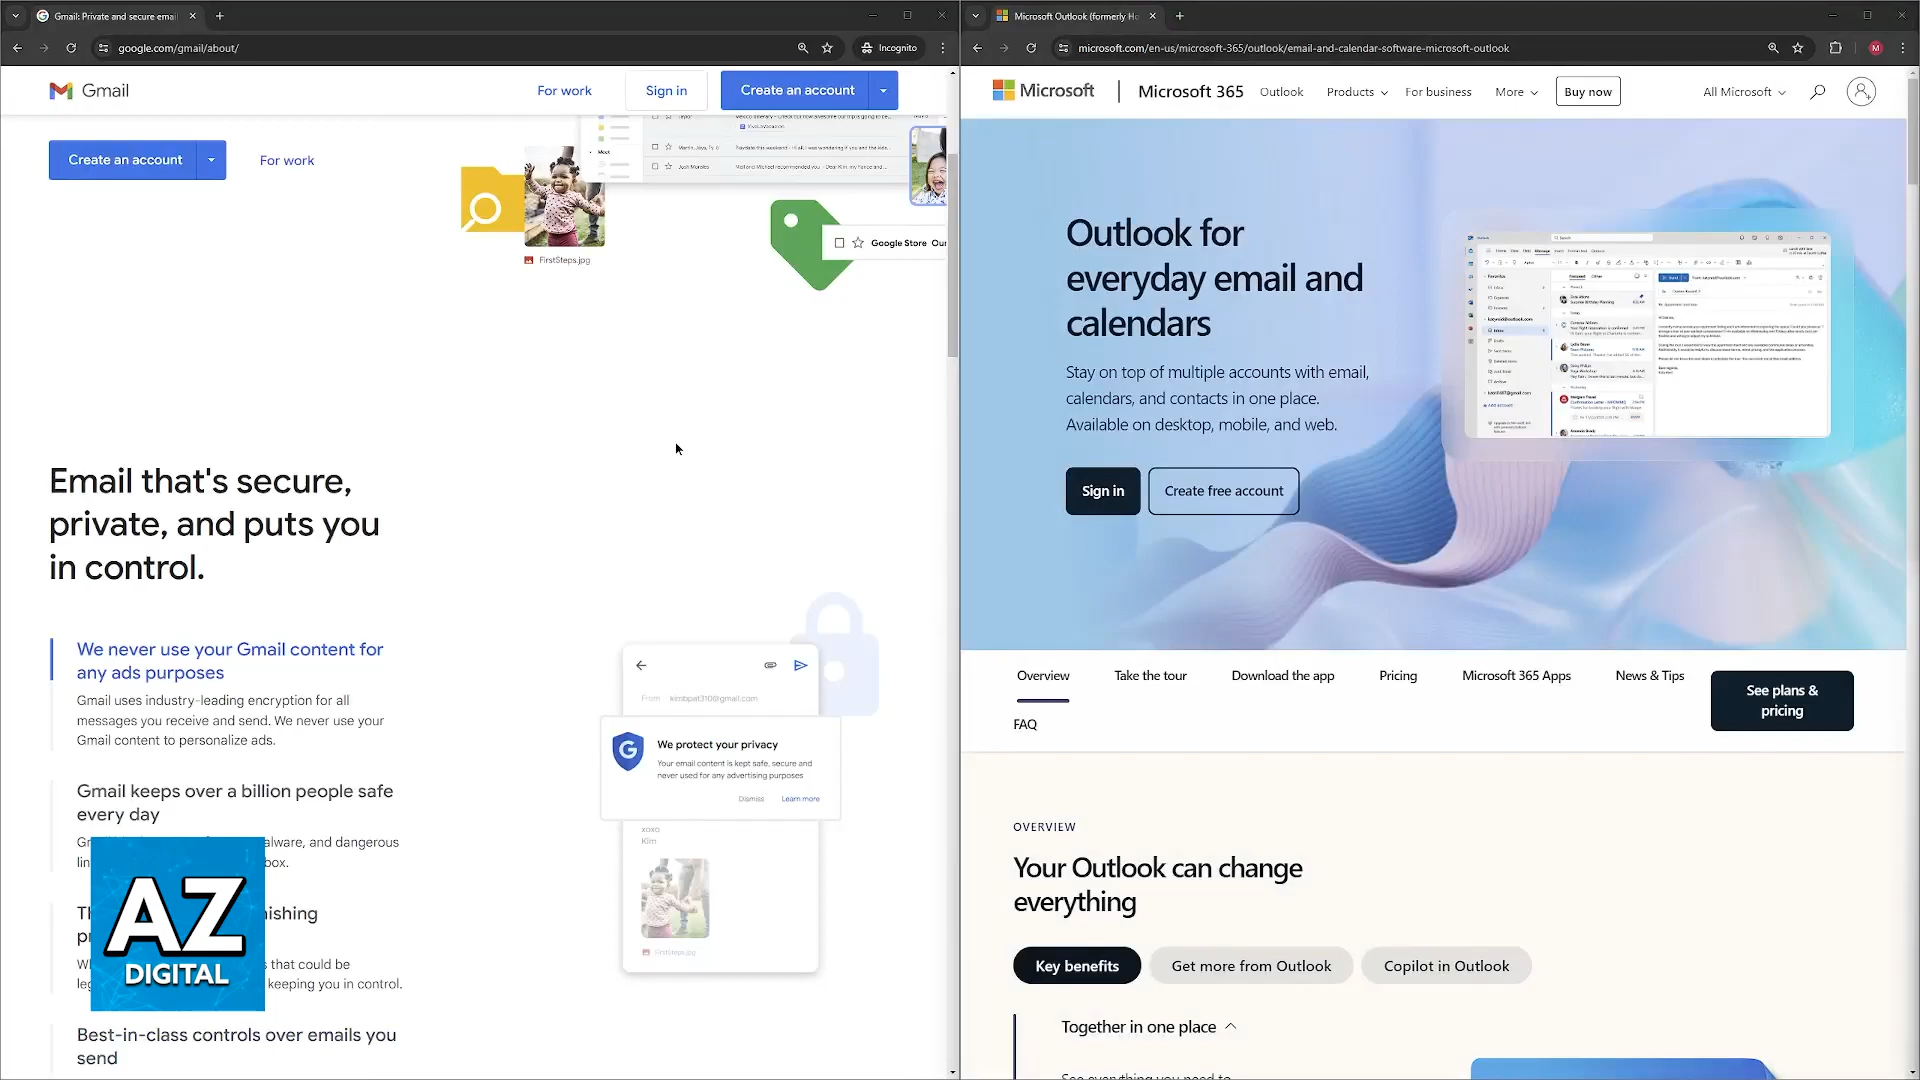 Gmail: Private and secure emai
google.com/gmail/about/
Incognito
Gmail
For work
Sign in
Create an account
Create an account
For work
FirstSteps.jpg
Google Store
Email that's secure,
private, and puts you
in control.
We never use your Gmail content for
any ads purposes
Gmail uses industry-leading encryption for all
messages you receive and send. We never use your
Gmail content to personalize ads.
Gmail keeps over a billion people safe
every day
alware, and dangerous
box.
nishing
that could be
keeping you in control.
Best-in-class controls over emails you
send
AZ
DIGITAL
From kimbpat310@gmail.com
We protect your privacy
Your email content is kept safe, secure and
never used for any advertising purposes
Dismiss
Learn more
xoxo
Kim
FirstSteps.jpg
Microsoft Outlook (formerly Ho
microsoft.com/en-us/microsoft-365/outlook/email-and-calendar-software-microsoft-outlook
M
Microsoft
Microsoft 365
Outlook
Products
For business
More
Buy now
All Microsoft
Outlook for
everyday email and
calendars
Stay on top of multiple accounts with email,
calendars, and contacts in one place.
Available on desktop, mobile, and web.
Sign in
Create free account
Overview
Take the tour
Download the app
Pricing
Microsoft 365 Apps
News & Tips
FAQ
See plans &
pricing
OVERVIEW
Your Outlook can change
everything
Key benefits
Get more from Outlook
Copilot in Outlook
Together in one place